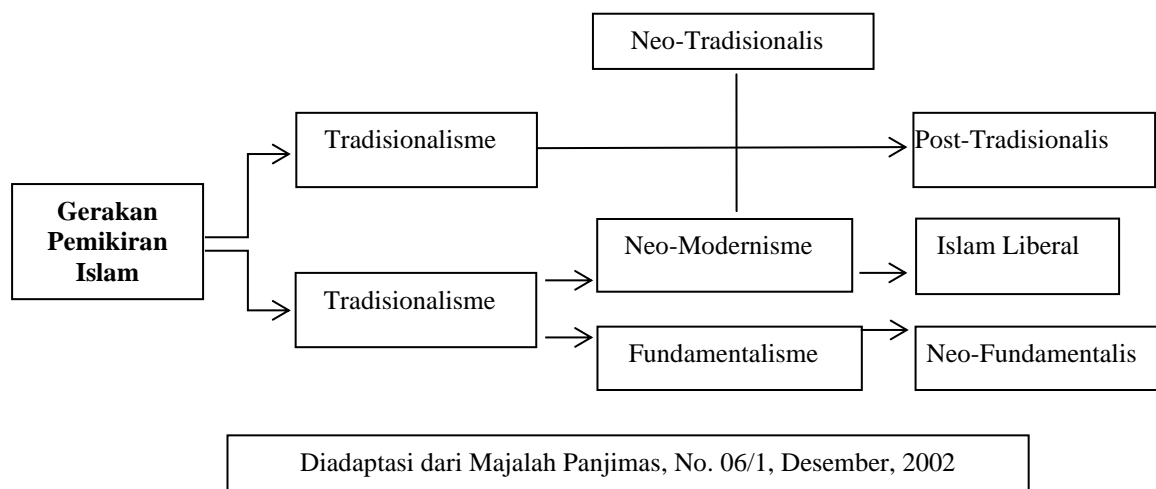 Neo-Tradisionalis
Tradisionalisme
Post-Tradisionalis
Gerakan
Pemikiran
Islam
Neo-Modernisme
Islam Liberal
Tradisionalisme
Fundamentalisme
Neo-Fundamentalis
Diadaptasi dari Majalah Panjimas, No. 06/1, Desember, 2002